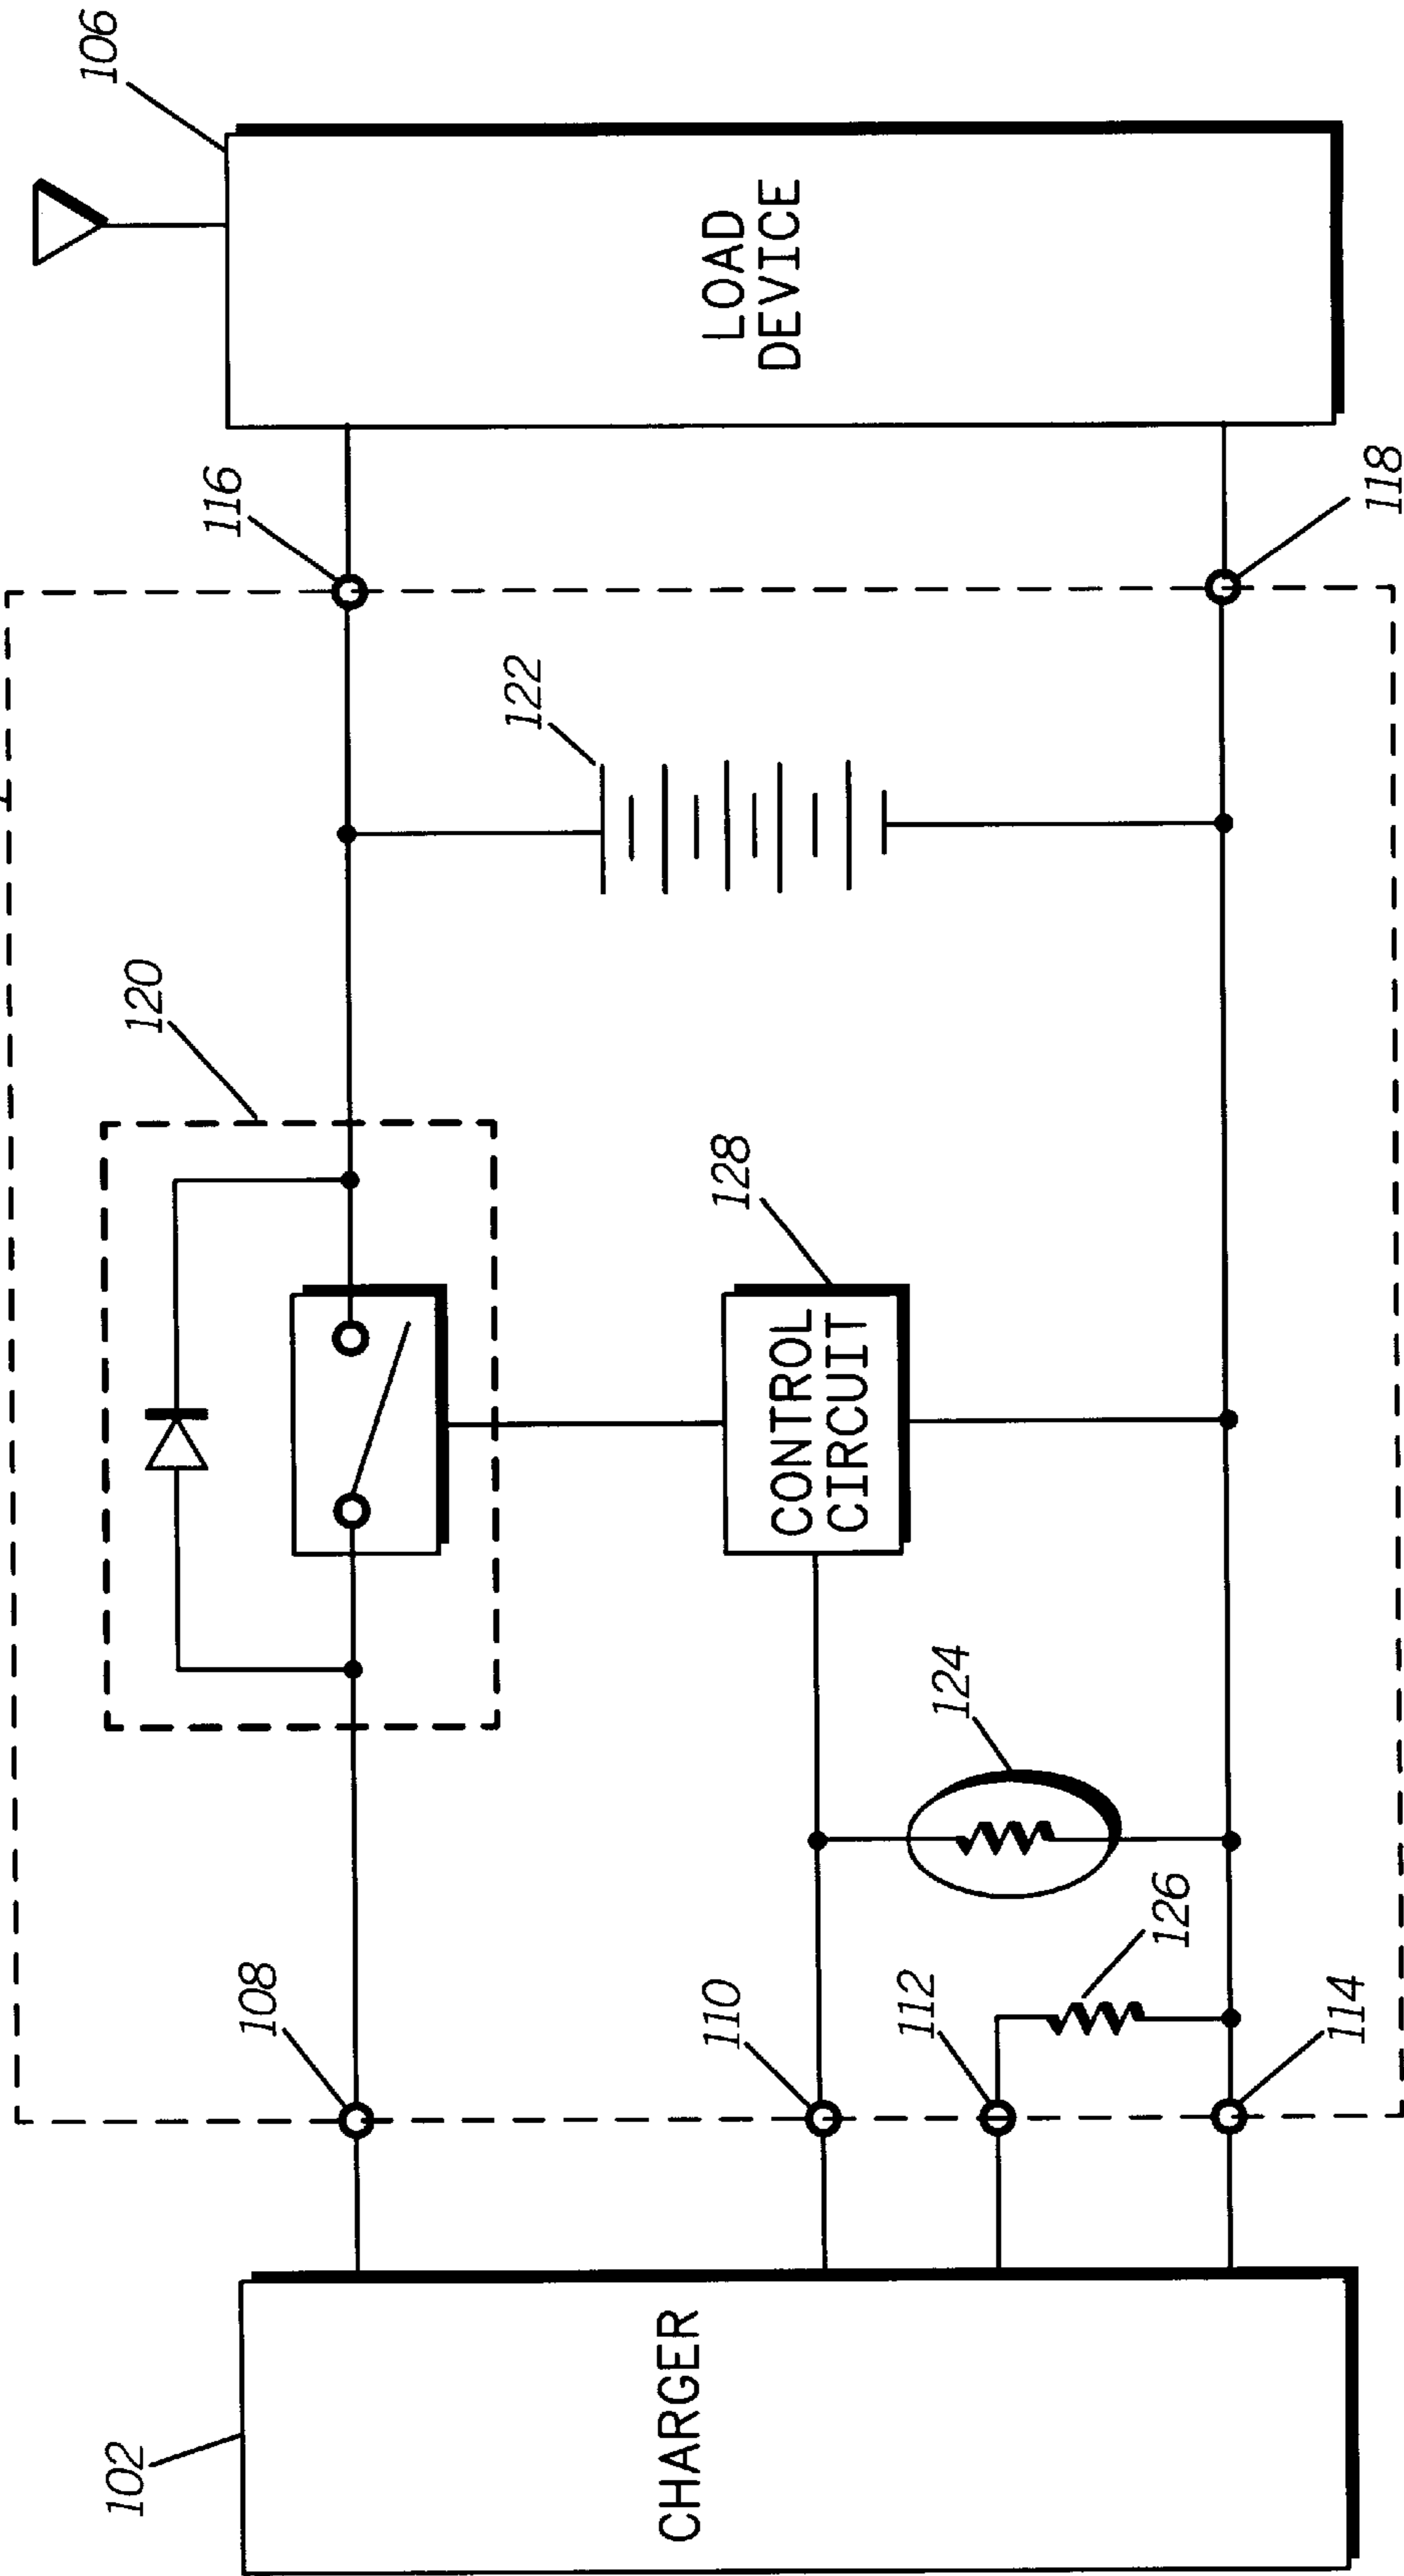 106
LOAD
DEVICE
116
118
122
120
128
CONTROL
CIRCUIT
124
126
108
110
112
114
102
CHARGER